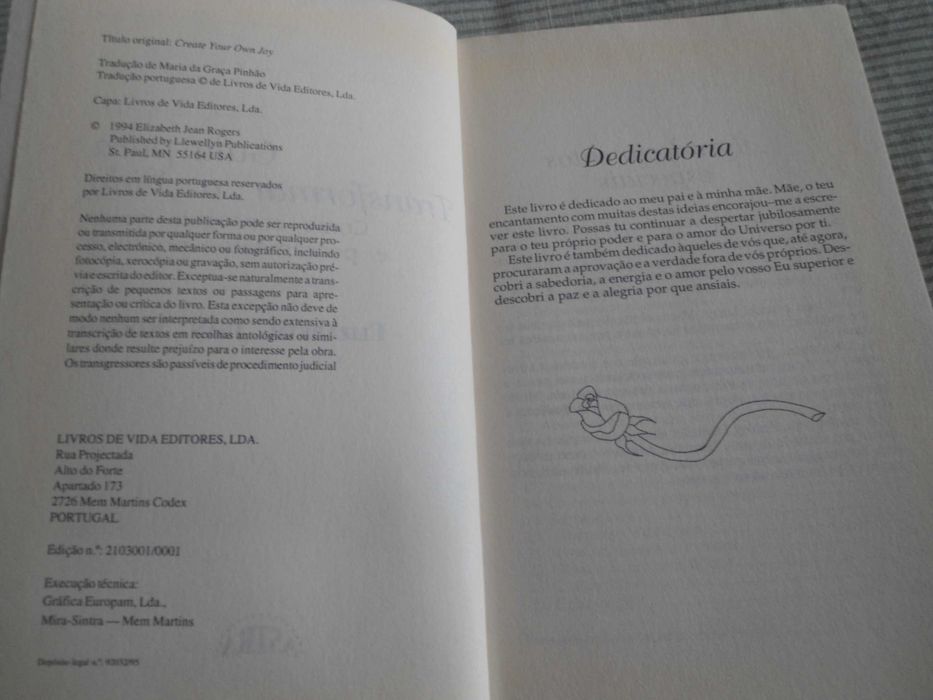 Título original: Create Your Own Joy
Tradução de Maria da Graça Pinhão
Tradução portuguesa © de Livros de Vida Editores, Lda.
Capa: Livros de Vida Editores, Lda.
© 1994 Elizabeth Jean Rogers
Published by Llewellyn Publications
St. Paul, MN 55164 USA
Direitos em língua portuguesa reservados
por Livros de Vida Editores, Lda.
Nenhuma parte desta publicação pode ser reproduzida
ou transmitida por qualquer forma ou por qualquer pro-
cesso, electrónico, mecânico ou fotográfico, incluindo
fotocópia, xerocópia ou gravação, sem autorização pré-
via e escrita do editor. Exceptua-se naturalmente a trans-
crição de pequenos textos ou passagens para apre-
sentação ou crítica do livro. Esta excepção não deve de
modo nenhum ser interpretada como sendo extensiva à
transcrição de textos em recolhas antológicas ou simi-
lares donde resulte prejuízo para o interesse pela obra.
Os transgressores são passíveis de procedimento judicial
LIVROS DE VIDA EDITORES, LDA.
Rua Projectada
Alto do Forte
Apartado 173
2726 Mem Martins Codex
PORTUGAL
Edição n.º: 2103001/0001
Execução técnica:
Gráfica Europam, Lda.,
Mira-Sintra — Mem Martins
Depósito legal n.º:
Dedicatória
Este livro é dedicado ao meu pai e à minha mãe. Mãe, o teu
encantamento com muitas destas ideias encorajou-me a escre-
ver este livro. Possas tu continuar a despertar jubilosamente
para o teu próprio poder e para o amor do Universo por ti.
Este livro é também dedicado àqueles de vós que, até agora,
procuraram a aprovação e a verdade fora de vós próprios. Des-
cobri a sabedoria, a energia e o amor pelo vosso Eu superior e
descobri a paz e a alegria por que ansiais.